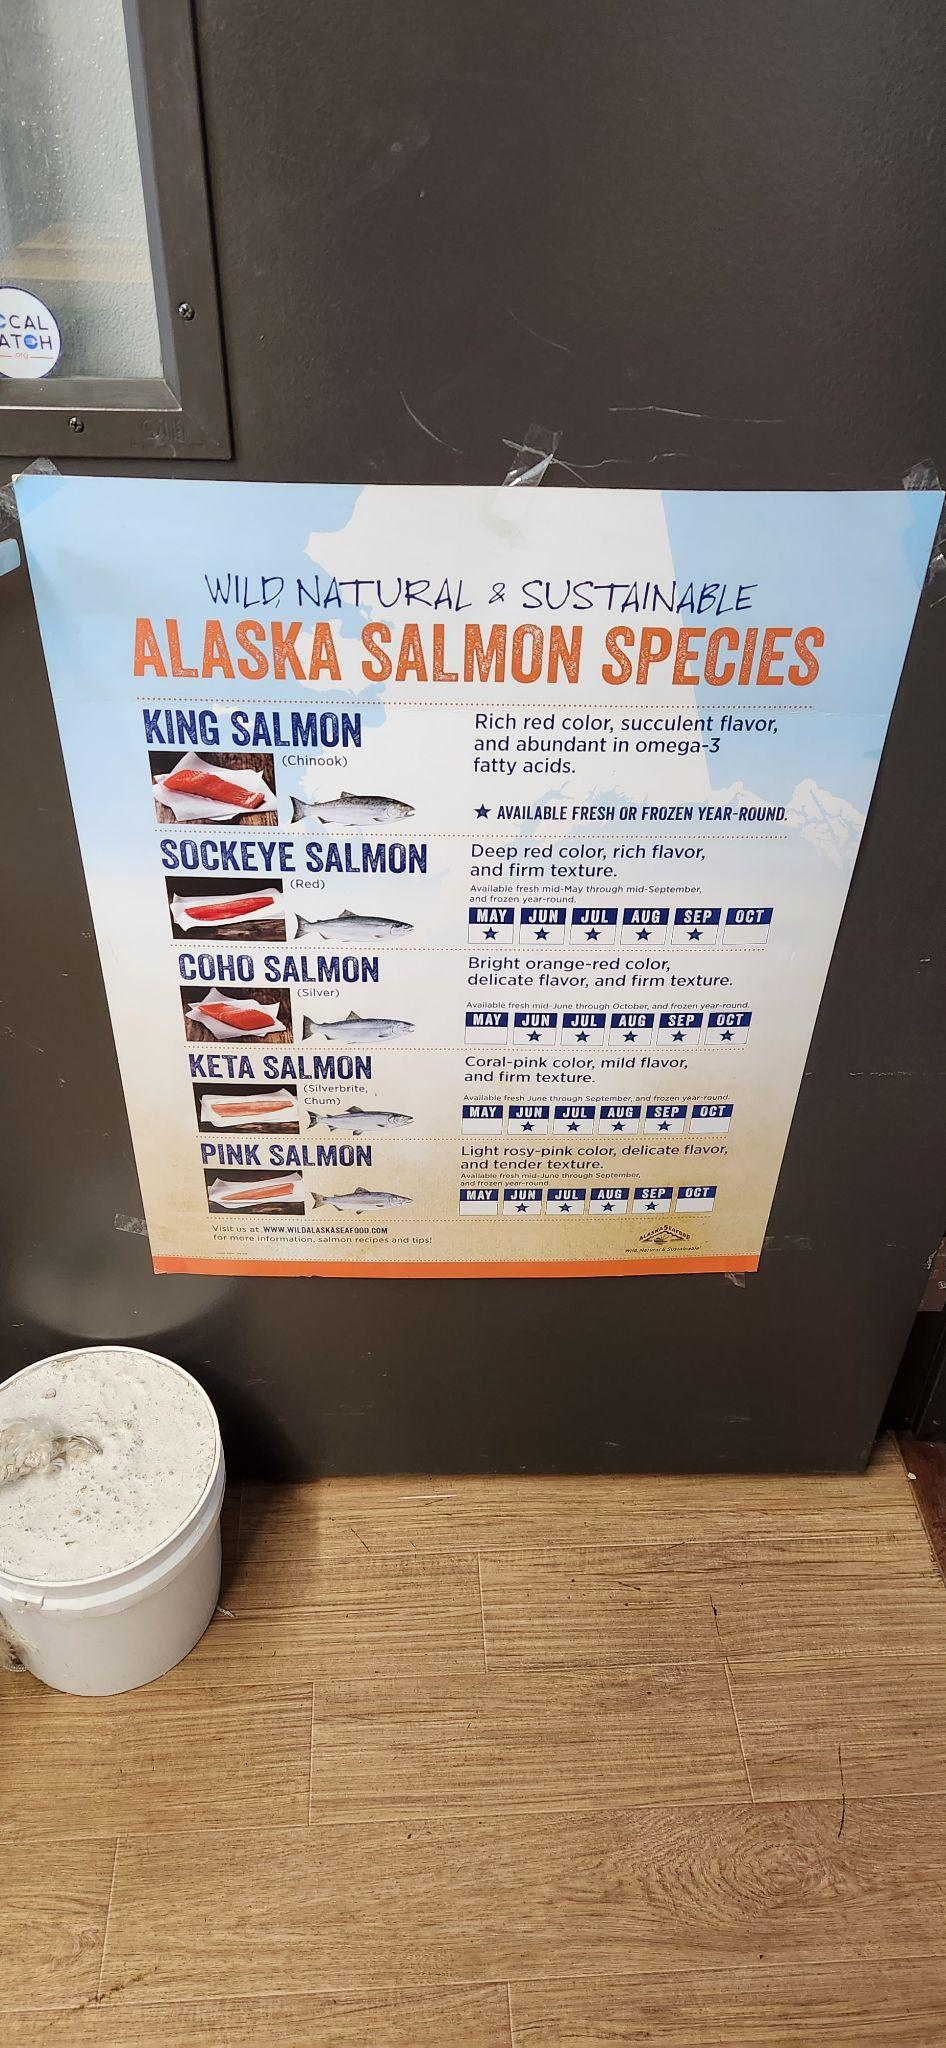 CAL
ATCH
.org
WILD, NATURAL & SUSTAINABLE
ALASKA SALMON SPECIES
KING SALMON
(Chinook)
Rich red color, succulent flavor,
and abundant in omega-3
fatty acids.
★ AVAILABLE FRESH OR FROZEN YEAR-ROUND.
SOCKEYE SALMON
(Red)
Deep red color, rich flavor,
and firm texture.
Available fresh mid-May through mid-September,
and frozen year-round.
MAY JUN JUL AUG SEP OCT
★ ★ ★ ★ ★
COHO SALMON
(Silver)
Bright orange-red color,
delicate flavor, and firm texture.
Available fresh mid-June through October, and frozen year-round.
MAY JUN JUL AUG SEP OCT
★ ★ ★ ★ ★
KETA SALMON
(Silverbrite,
Chum)
Coral-pink color, mild flavor,
and firm texture.
Available fresh June through September, and frozen year-round.
MAY JUN JUL AUG SEP OCT
★ ★ ★ ★
PINK SALMON
Light rosy-pink color, delicate flavor,
and tender texture.
Available fresh mid-June through September,
and frozen year-round.
MAY JUN JUL AUG SEP OCT
★ ★ ★ ★
Visit us at WWW.WILDALASKASEAFOOD.COM
for more information, salmon recipes and tips!
ALASKA SEAFOOD
Wild, Natural & Sustainable